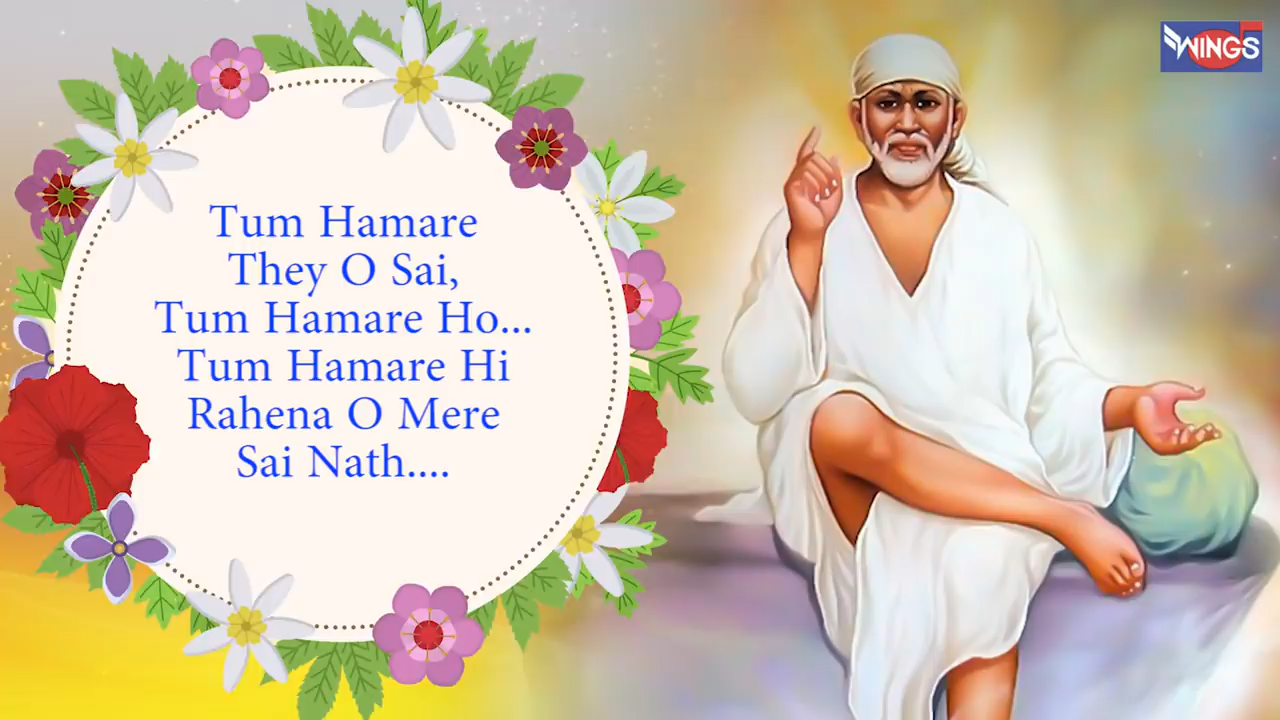 WINGS
Tum Hamare
They O Sai,
Tum Hamare Ho...
Tum Hamare Hi
Rahena O Mere
Sai Nath....